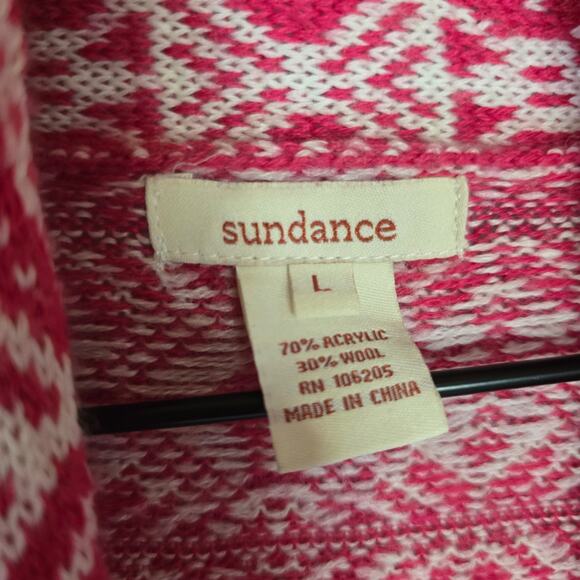 sundance
L
70% ACRYLIC
30% WOOL
RN 106205
MADE IN CHINA